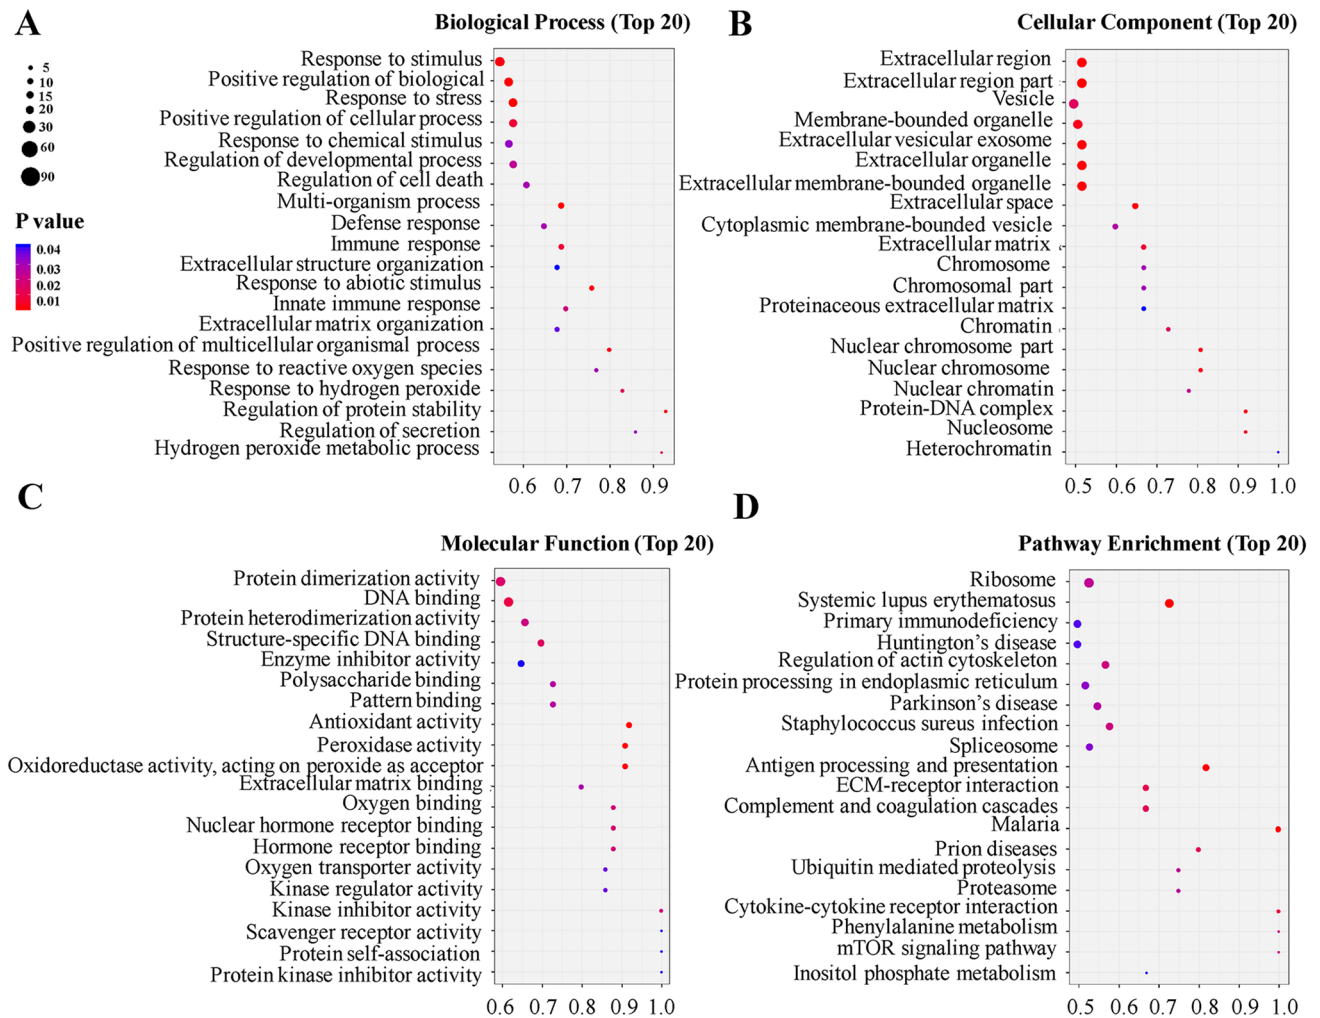 A
Biological Process (Top 20)
5
10
15
20
30
60
90
P value
0.04
0.03
0.02
0.01
Response to stimulus
Positive regulation of biological
Response to stress
Positive regulation of cellular process
Response to chemical stimulus
Regulation of developmental process
Regulation of cell death
Multi-organism process
Defense response
Immune response
Extracellular structure organization
Response to abiotic stimulus
Innate immune response
Extracellular matrix organization
Positive regulation of multicellular organismal process
Response to reactive oxygen species
Response to hydrogen peroxide
Regulation of protein stability
Regulation of secretion
Hydrogen peroxide metabolic process
0.6 0.7 0.8 0.9
B
Cellular Component (Top 20)
Extracellular region
Extracellular region part
Vesicle
Membrane-bounded organelle
Extracellular vesicular exosome
Extracellular organelle
Extracellular membrane-bounded organelle
Extracellular space
Cytoplasmic membrane-bounded vesicle
Extracellular matrix
Chromosome
Chromosomal part
Proteinaceous extracellular matrix
Chromatin
Nuclear chromosome part
Nuclear chromosome
Nuclear chromatin
Protein-DNA complex
Nucleosome
Heterochromatin
0.5 0.6 0.7 0.8 0.9 1.0
C
Molecular Function (Top 20)
Protein dimerization activity
DNA binding
Protein heterodimerization activity
Structure-specific DNA binding
Enzyme inhibitor activity
Polysaccharide binding
Pattern binding
Antioxidant activity
Peroxidase activity
Oxidoreductase activity, acting on peroxide as acceptor
Extracellular matrix binding
Oxygen binding
Nuclear hormone receptor binding
Hormone receptor binding
Oxygen transporter activity
Kinase regulator activity
Kinase inhibitor activity
Scavenger receptor activity
Protein self-association
Protein kinase inhibitor activity
0.6 0.7 0.8 0.9 1.0
D
Pathway Enrichment (Top 20)
Ribosome
Systemic lupus erythematosus
Primary immunodeficiency
Huntington's disease
Regulation of actin cytoskeleton
Protein processing in endoplasmic reticulum
Parkinson's disease
Staphylococcus sureus infection
Spliceosome
Antigen processing and presentation
ECM-receptor interaction
Complement and coagulation cascades
Malaria
Prion diseases
Ubiquitin mediated proteolysis
Proteasome
Cytokine-cytokine receptor interaction
Phenylalanine metabolism
mTOR signaling pathway
Inositol phosphate metabolism
0.5 0.6 0.7 0.8 0.9 1.0